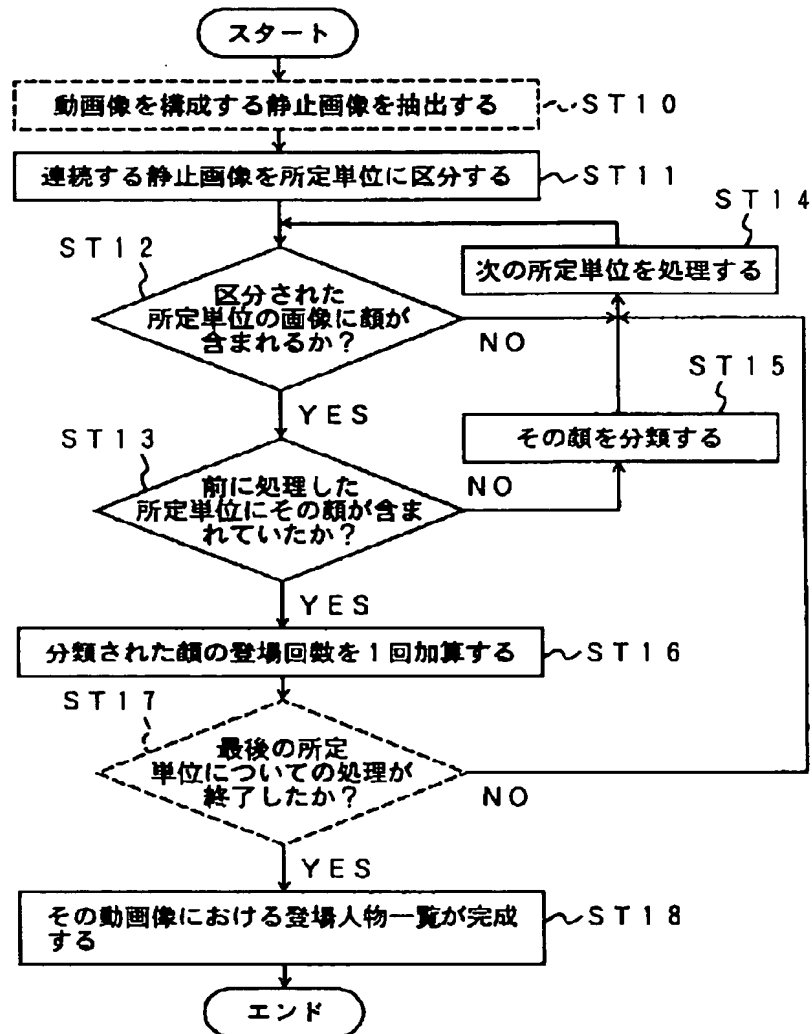 スタート
動画像を構成する静止画像を抽出する
ST10
連続する静止画像を所定単位に区分する
ST11
ST14
次の所定単位を処理する
ST12
区分された
所定単位の画像に顔が
含まれるか？
NO
YES
ST15
その顔を分類する
ST13
前に処理した
所定単位にその顔が含ま
れていたか？
NO
YES
分類された顔の登場回数を1回加算する
ST16
ST17
最後の所定
単位についての処理が
終了したか？
NO
YES
その動画像における登場人物一覧が完成
する
ST18
エンド